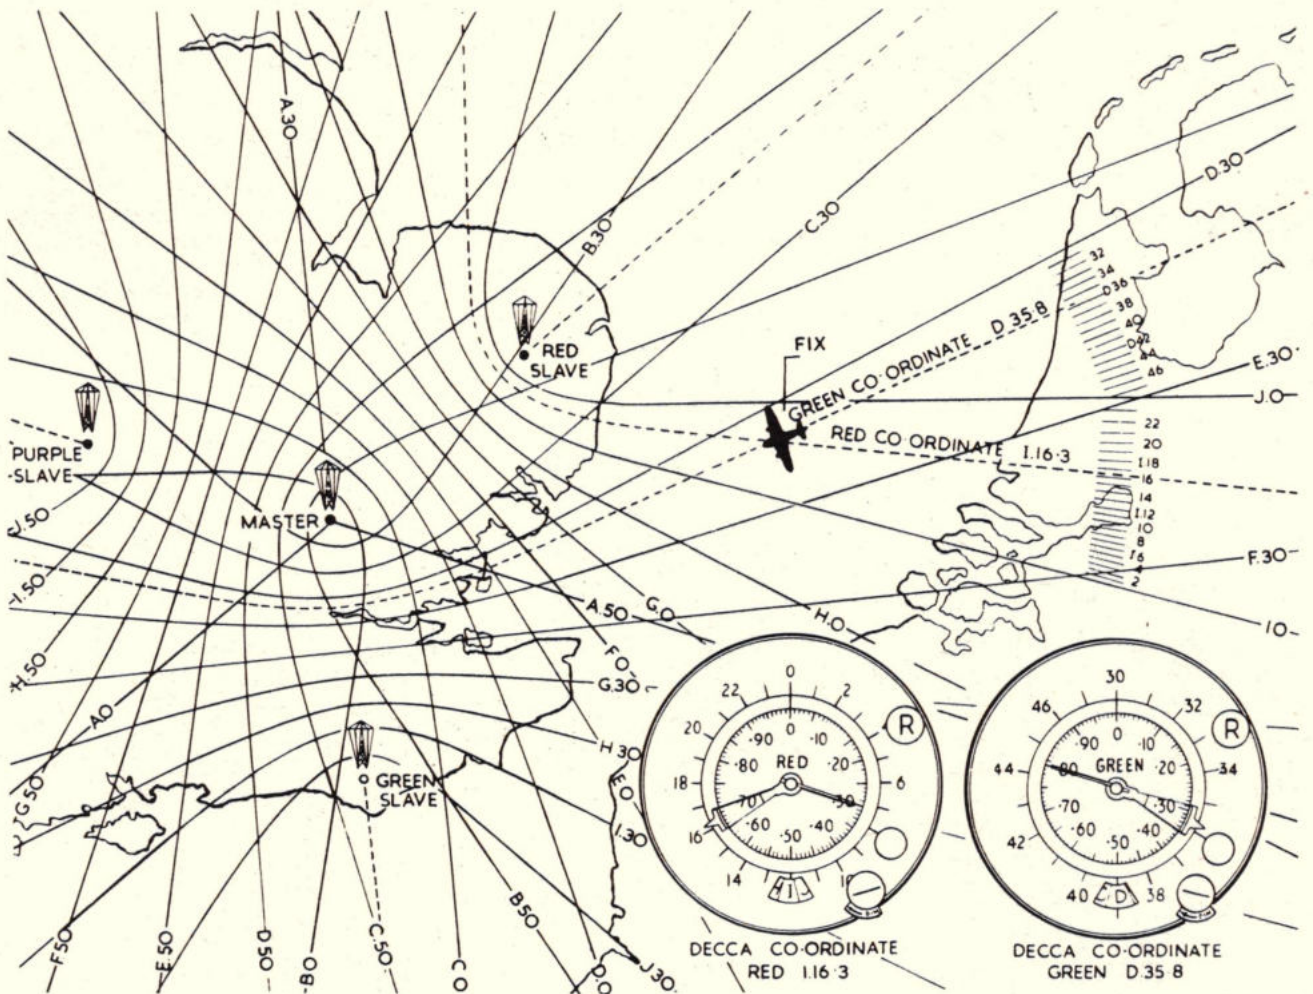 A.30
B.30
C.30
D.30
32
34
D36
38
40
D42
44
46
E.30
J.O
FIX
GREEN CO-ORDINATE D 35·8
RED CO-ORDINATE I.16·3
22
20
I.18
16
14
I.12
10
8
I6
4
2
RED
SLAVE
PURPLE
SLAVE
MASTER
J.50
I.50
H.50
A.O
G50
F.30
I O
A.50
G.O
H.O
F O
G.30
H 30
E.O
I.30
GREEN
SLAVE
B.50
F.50
E.50
D50
B O
C.50
C O
D.O
J30
0
2
R
6
14
16
18
20
22
0
·10
·20
·30
·40
·50
·60
·70
·80
·90
RED
I
DECCA CO-ORDINATE
RED I.16·3
30
32
R
34
38
40
42
44
46
0
·10
·20
·30
·40
·50
·60
·70
·80
·90
GREEN
D
DECCA CO-ORDINATE
GREEN D.35·8